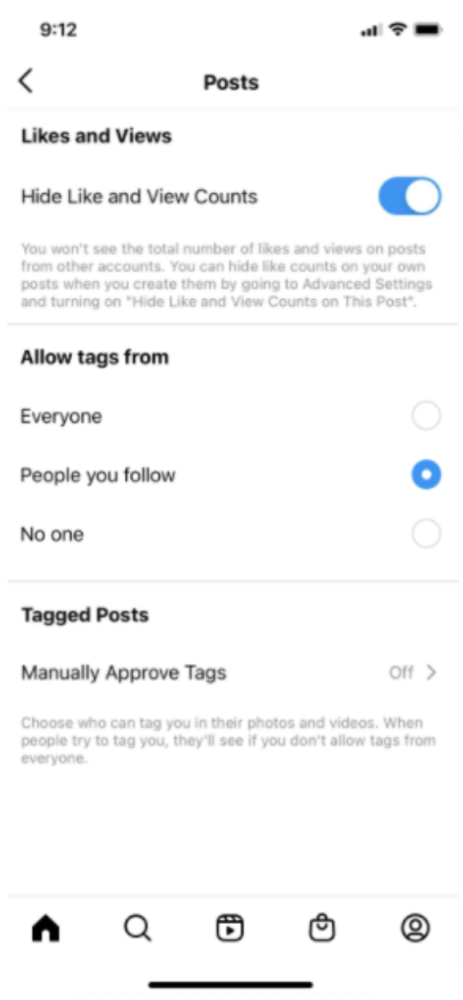 9:12
Posts
Likes and Views
Hide Like and View Counts
You won't see the total number of likes and views on posts
from other accounts. You can hide like counts on your own
posts when you create them by going to Advanced Settings
and turning on "Hide Like and View Counts on This Post".
Allow tags from
Everyone
People you follow
No one
Tagged Posts
Manually Approve Tags Off
Choose who can tag you in their photos and videos. When
people try to tag you, they'll see if you don't allow tags from
everyone.